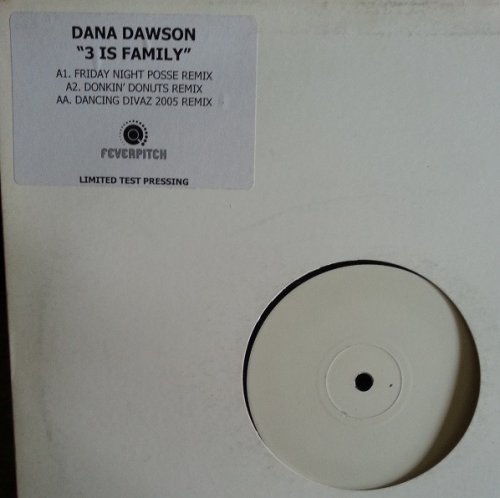 DANA DAWSON
"3 IS FAMILY"
A1. FRIDAY NIGHT POSSE REMIX
A2. DONKIN' DONUTS REMIX
AA. DANCING DIVAZ 2005 REMIX
FEVERPITCH
LIMITED TEST PRESSING